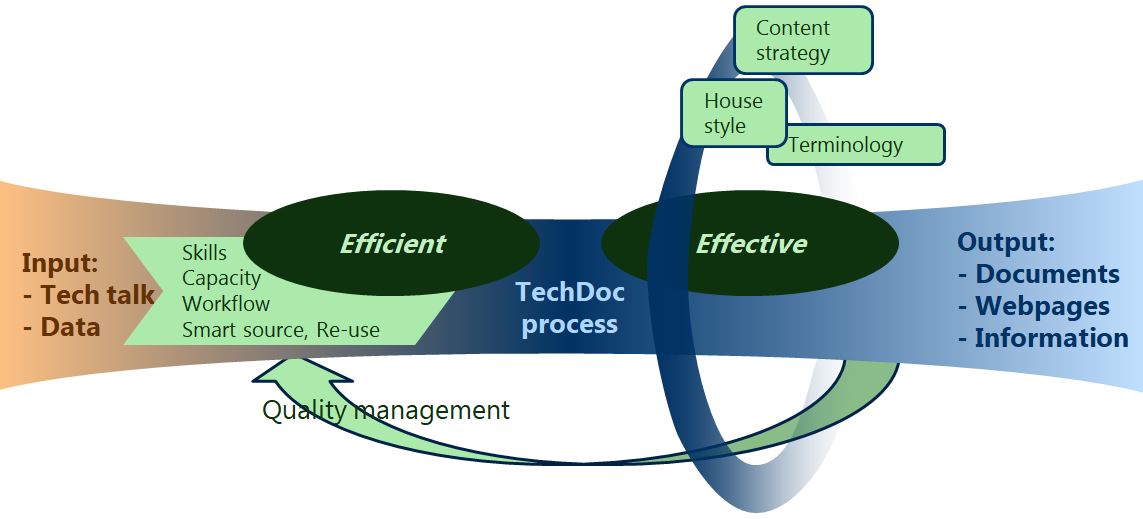 Content
strategy
House
style
Terminology
Efficient
Effective
Input:
- Tech talk
- Data
Skills
Capacity
Workflow
Smart source, Re-use
TechDoc
process
Output:
- Documents
- Webpages
- Information
Quality management